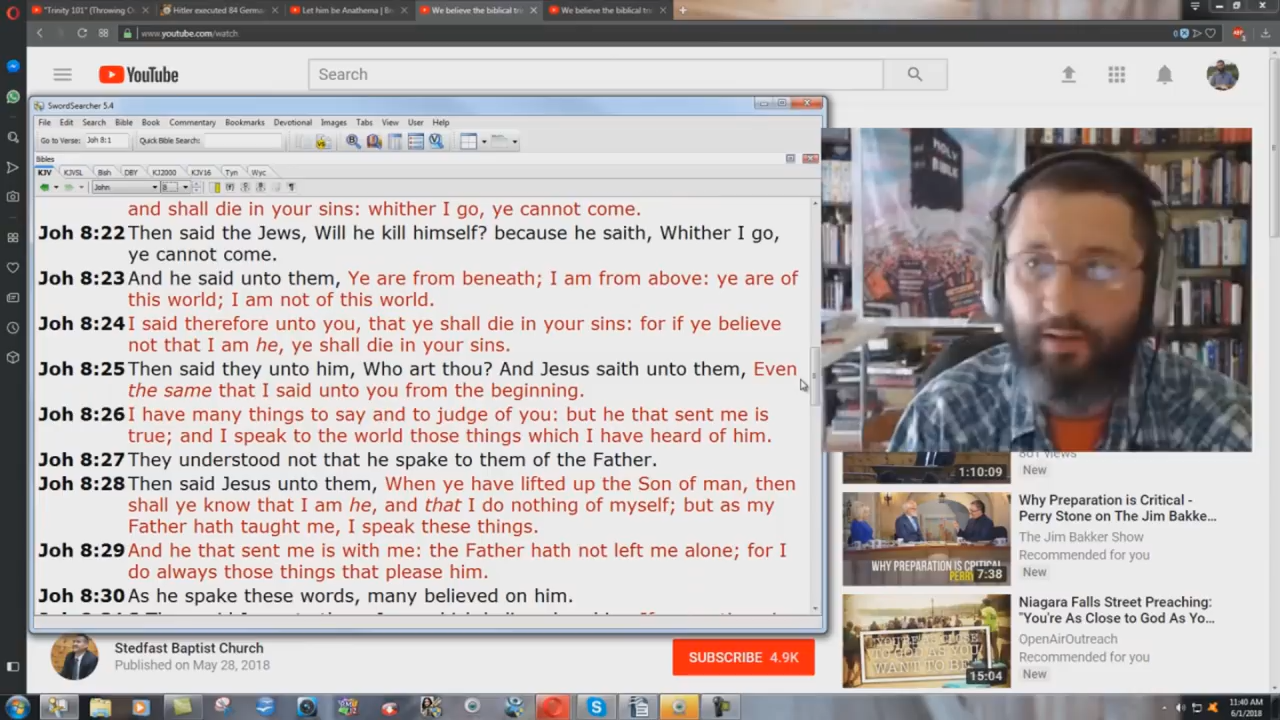 "Trinity 101" (Throwing O
Hitler executed 84 Germa
Let him be Anathema | B
We believe the biblical tr
We believe the biblical tr
www.youtube.com/watch
YouTube
Search
SwordSearcher 5.4
File Edit Search Bible Book Commentary Bookmarks Devotional Images Tabs View User Help
Go to Verse: Joh 8:1 Quick Bible Search:
Bibles
KJV KJVSL Bish DBY KJ2000 KJV16 Tyn Wyc
John 8
and shall die in your sins: whither I go, ye cannot come.
Joh 8:22 Then said the Jews, Will he kill himself? because he saith, Whither I go,
ye cannot come.
Joh 8:23 And he said unto them, Ye are from beneath; I am from above: ye are of
this world; I am not of this world.
Joh 8:24 I said therefore unto you, that ye shall die in your sins: for if ye believe
not that I am he, ye shall die in your sins.
Joh 8:25 Then said they unto him, Who art thou? And Jesus saith unto them, Even
the same that I said unto you from the beginning.
Joh 8:26 I have many things to say and to judge of you: but he that sent me is
true; and I speak to the world those things which I have heard of him.
Joh 8:27 They understood not that he spake to them of the Father.
Joh 8:28 Then said Jesus unto them, When ye have lifted up the Son of man, then
shall ye know that I am he, and that I do nothing of myself; but as my
Father hath taught me, I speak these things.
Joh 8:29 And he that sent me is with me: the Father hath not left me alone; for I
do always those things that please him.
Joh 8:30 As he spake these words, many believed on him.
HOLY
BIBLE
1:10:09
New
Why Preparation is Critical -
Perry Stone on The Jim Bakke...
The Jim Bakker Show
Recommended for you
New
WHY PREPARATION IS CRITICAL
7:38
Niagara Falls Street Preaching:
"You're As Close to God As Yo...
OpenAirOutreach
Recommended for you
New
YOU'RE AS CLOSE
TO GOD AS YOU
WANT TO BE
15:04
Stedfast Baptist Church
Published on May 28, 2018
SUBSCRIBE 4.9K
11:40 AM
6/1/2018